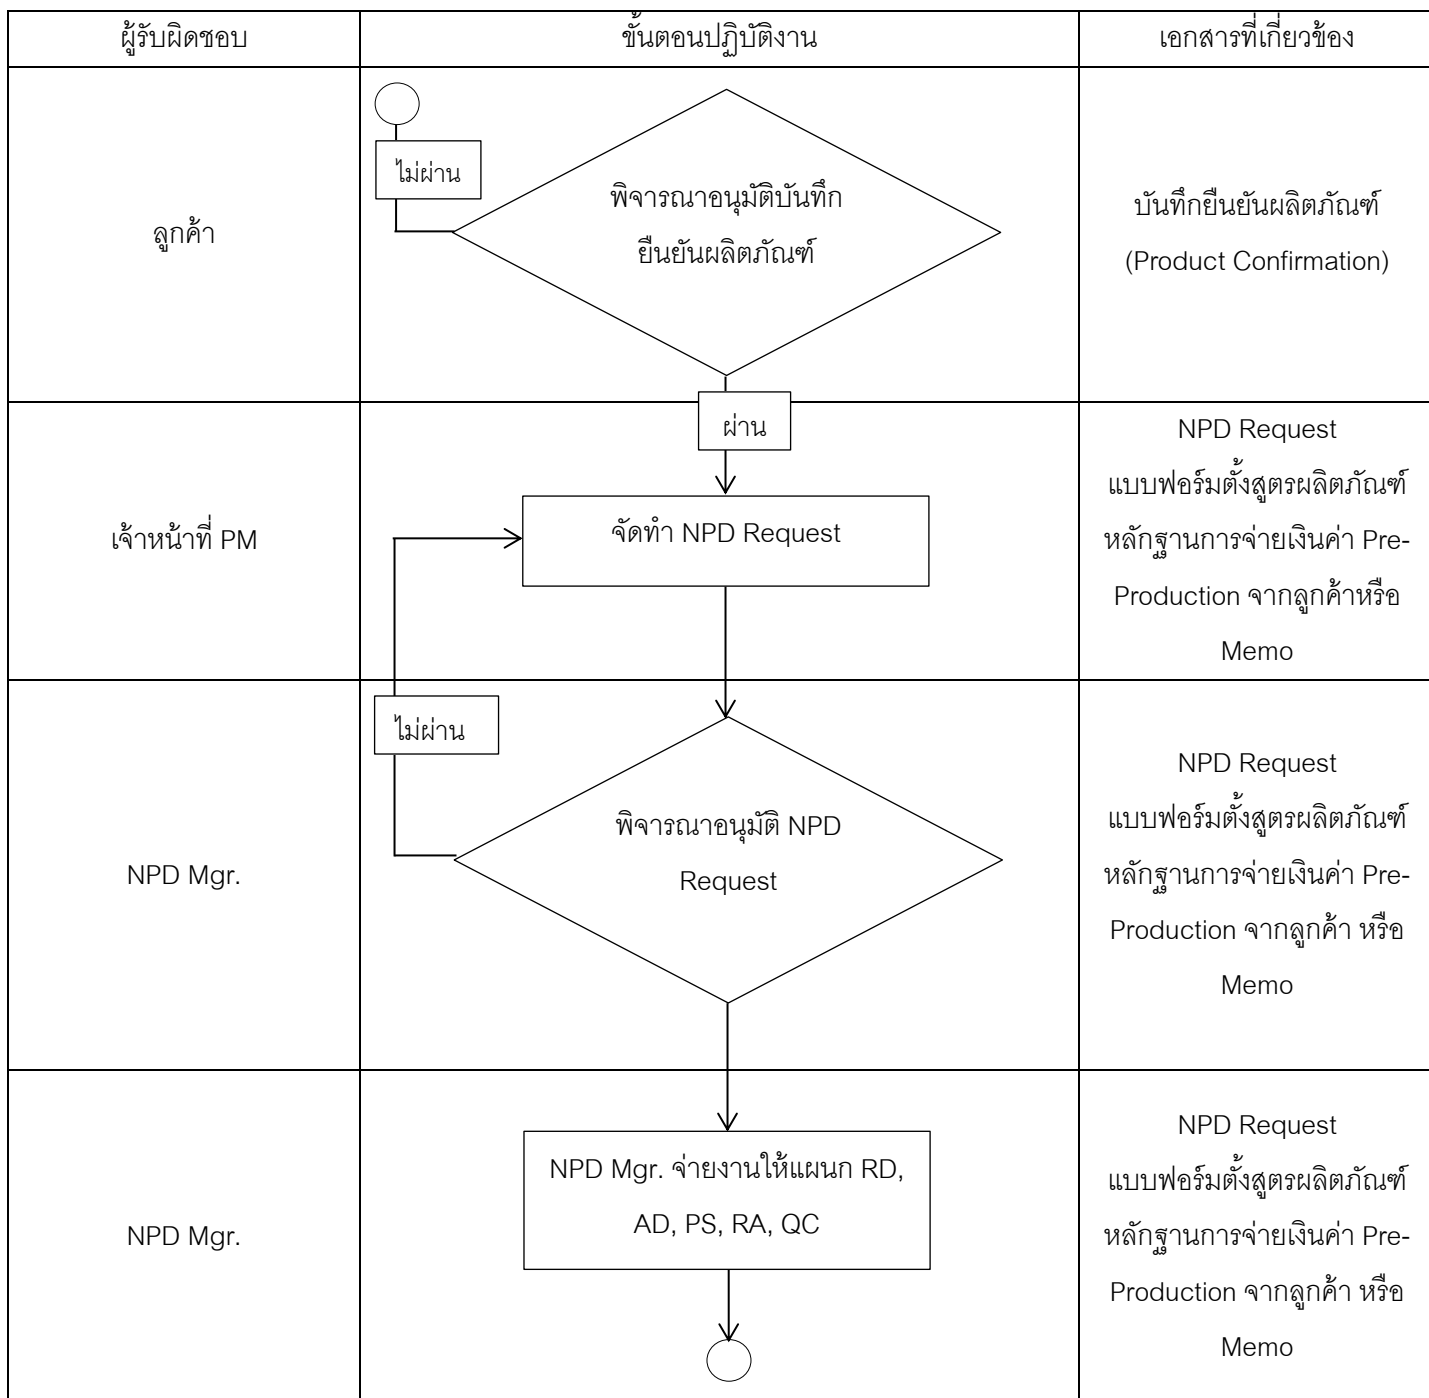 ผู้รับผิดชอบ
ขั้นตอนปฏิบัติงาน
เอกสารที่เกี่ยวข้อง
ลูกค้า
ไม่ผ่าน
พิจารณาอนุมัติบันทึก
ยืนยันผลิตภัณฑ์
บันทึกยืนยันผลิตภัณฑ์
(Product Confirmation)
ผ่าน
เจ้าหน้าที่ PM
จัดทำ NPD Request
NPD Request
แบบฟอร์มตั้งสูตรผลิตภัณฑ์
หลักฐานการจ่ายเงินค่า Pre-
Production จากลูกค้าหรือ
Memo
NPD Mgr.
ไม่ผ่าน
พิจารณาอนุมัติ NPD
Request
NPD Request
แบบฟอร์มตั้งสูตรผลิตภัณฑ์
หลักฐานการจ่ายเงินค่า Pre-
Production จากลูกค้า หรือ
Memo
NPD Mgr.
NPD Mgr. จ่ายงานให้แผนก RD,
AD, PS, RA, QC
NPD Request
แบบฟอร์มตั้งสูตรผลิตภัณฑ์
หลักฐานการจ่ายเงินค่า Pre-
Production จากลูกค้า หรือ
Memo